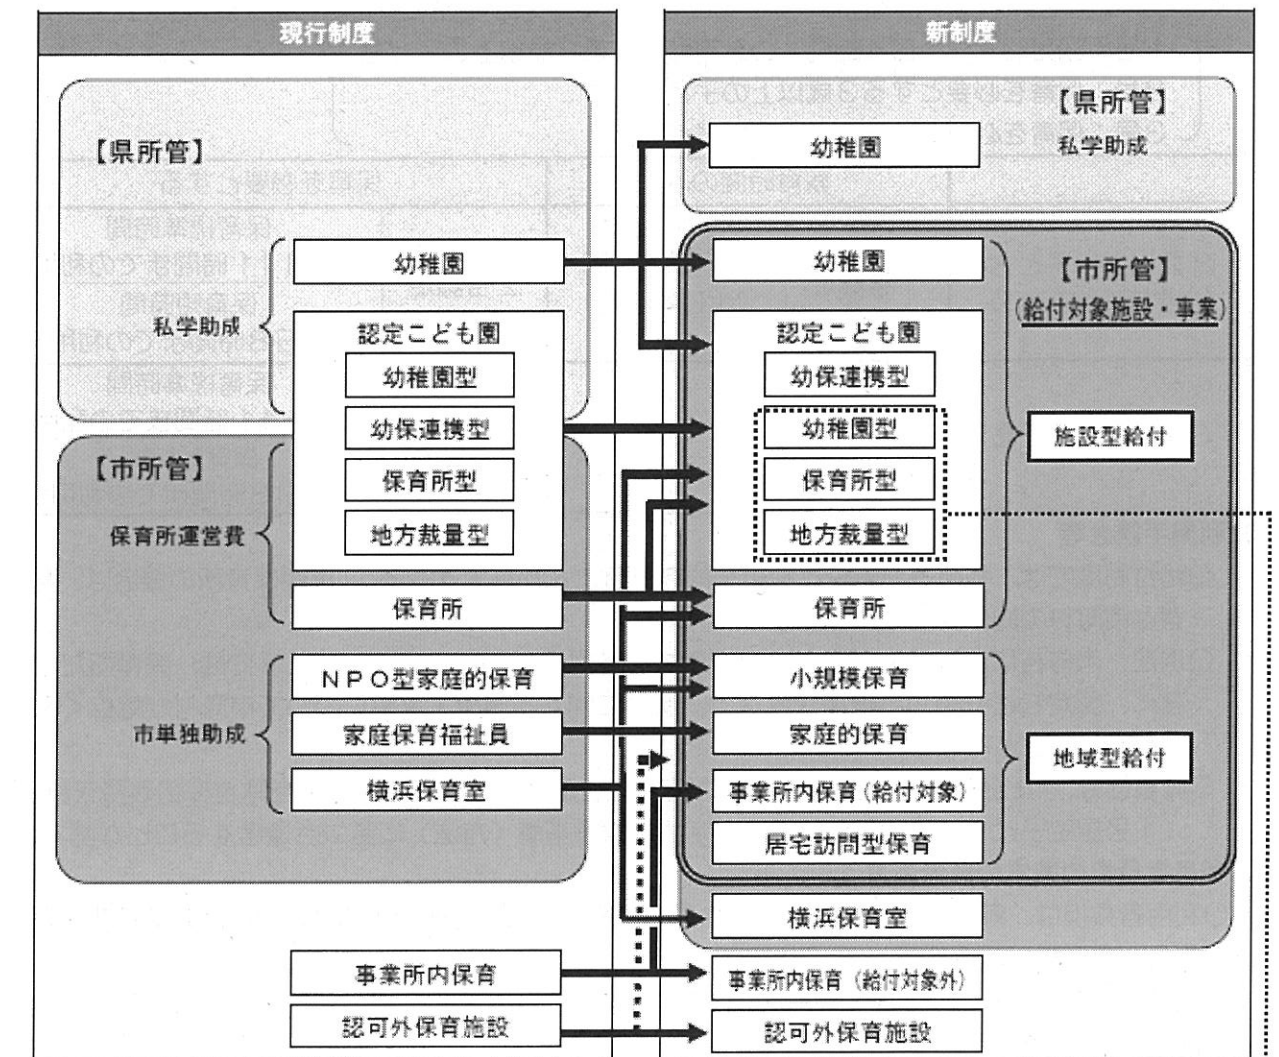 現行制度
【県所管】
幼稚園
私学助成
認定こども園
幼稚園型
幼保連携型
【市所管】
保育所型
保育所運営費
地方裁量型
保育所
NPO型家庭的保育
市単独助成
家庭保育福祉員
横浜保育室
事業所内保育
認可外保育施設
新制度
【県所管】
幼稚園
私学助成
幼稚園
【市所管】
(給付対象施設・事業)
認定こども園
幼保連携型
幼稚園型
施設型給付
保育所型
地方裁量型
保育所
小規模保育
家庭的保育
地域型給付
事業所内保育(給付対象)
居宅訪問型保育
横浜保育室
事業所内保育(給付対象外)
認可外保育施設